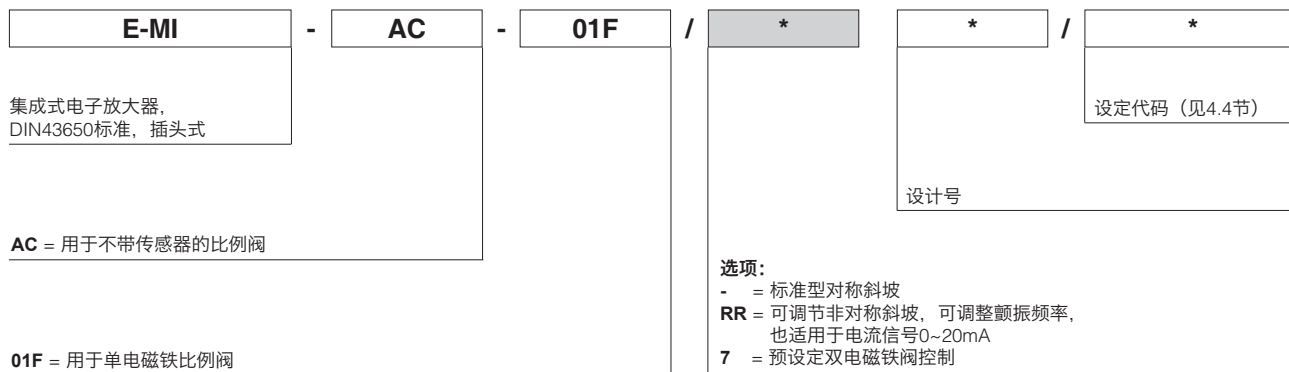 E-MI - AC - 01F / * * / *
集成式电子放大器,
DIN43650标准, 插头式
设定代码（见4.4节）
设计号
AC = 用于不带传感器的比例阀
选项：
- = 标准型对称斜坡
RR = 可调节非对称斜坡, 可调整颤振频率,
也适用于电流信号0~20mA
7 = 预设定双电磁铁阀控制
01F = 用于单电磁铁比例阀